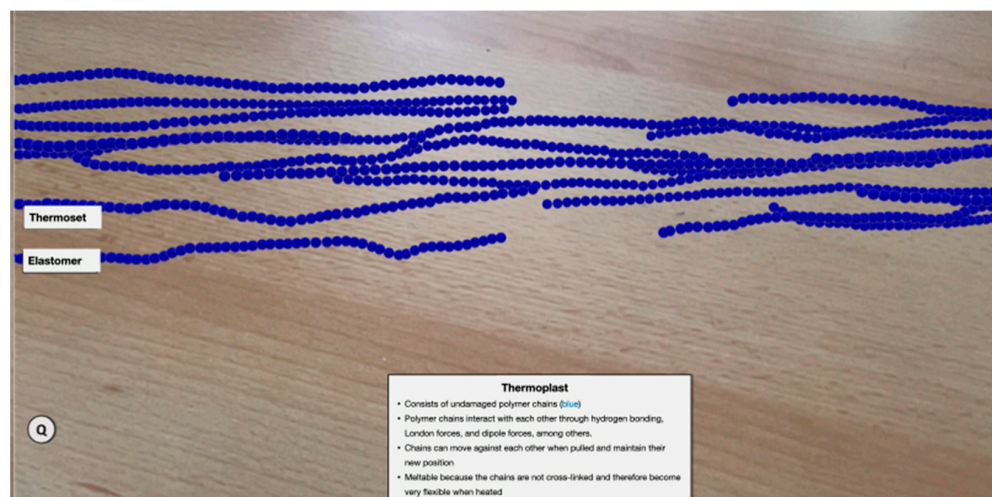 Thermoset
Elastomer
Q
Thermoplast
• Consists of undamaged polymer chains (blue)
• Polymer chains interact with each other through hydrogen bonding,
London forces, and dipole forces, among others.
• Chains can move against each other when pulled and maintain their
new position
• Meltable because the chains are not cross-linked and therefore become
very flexible when heated